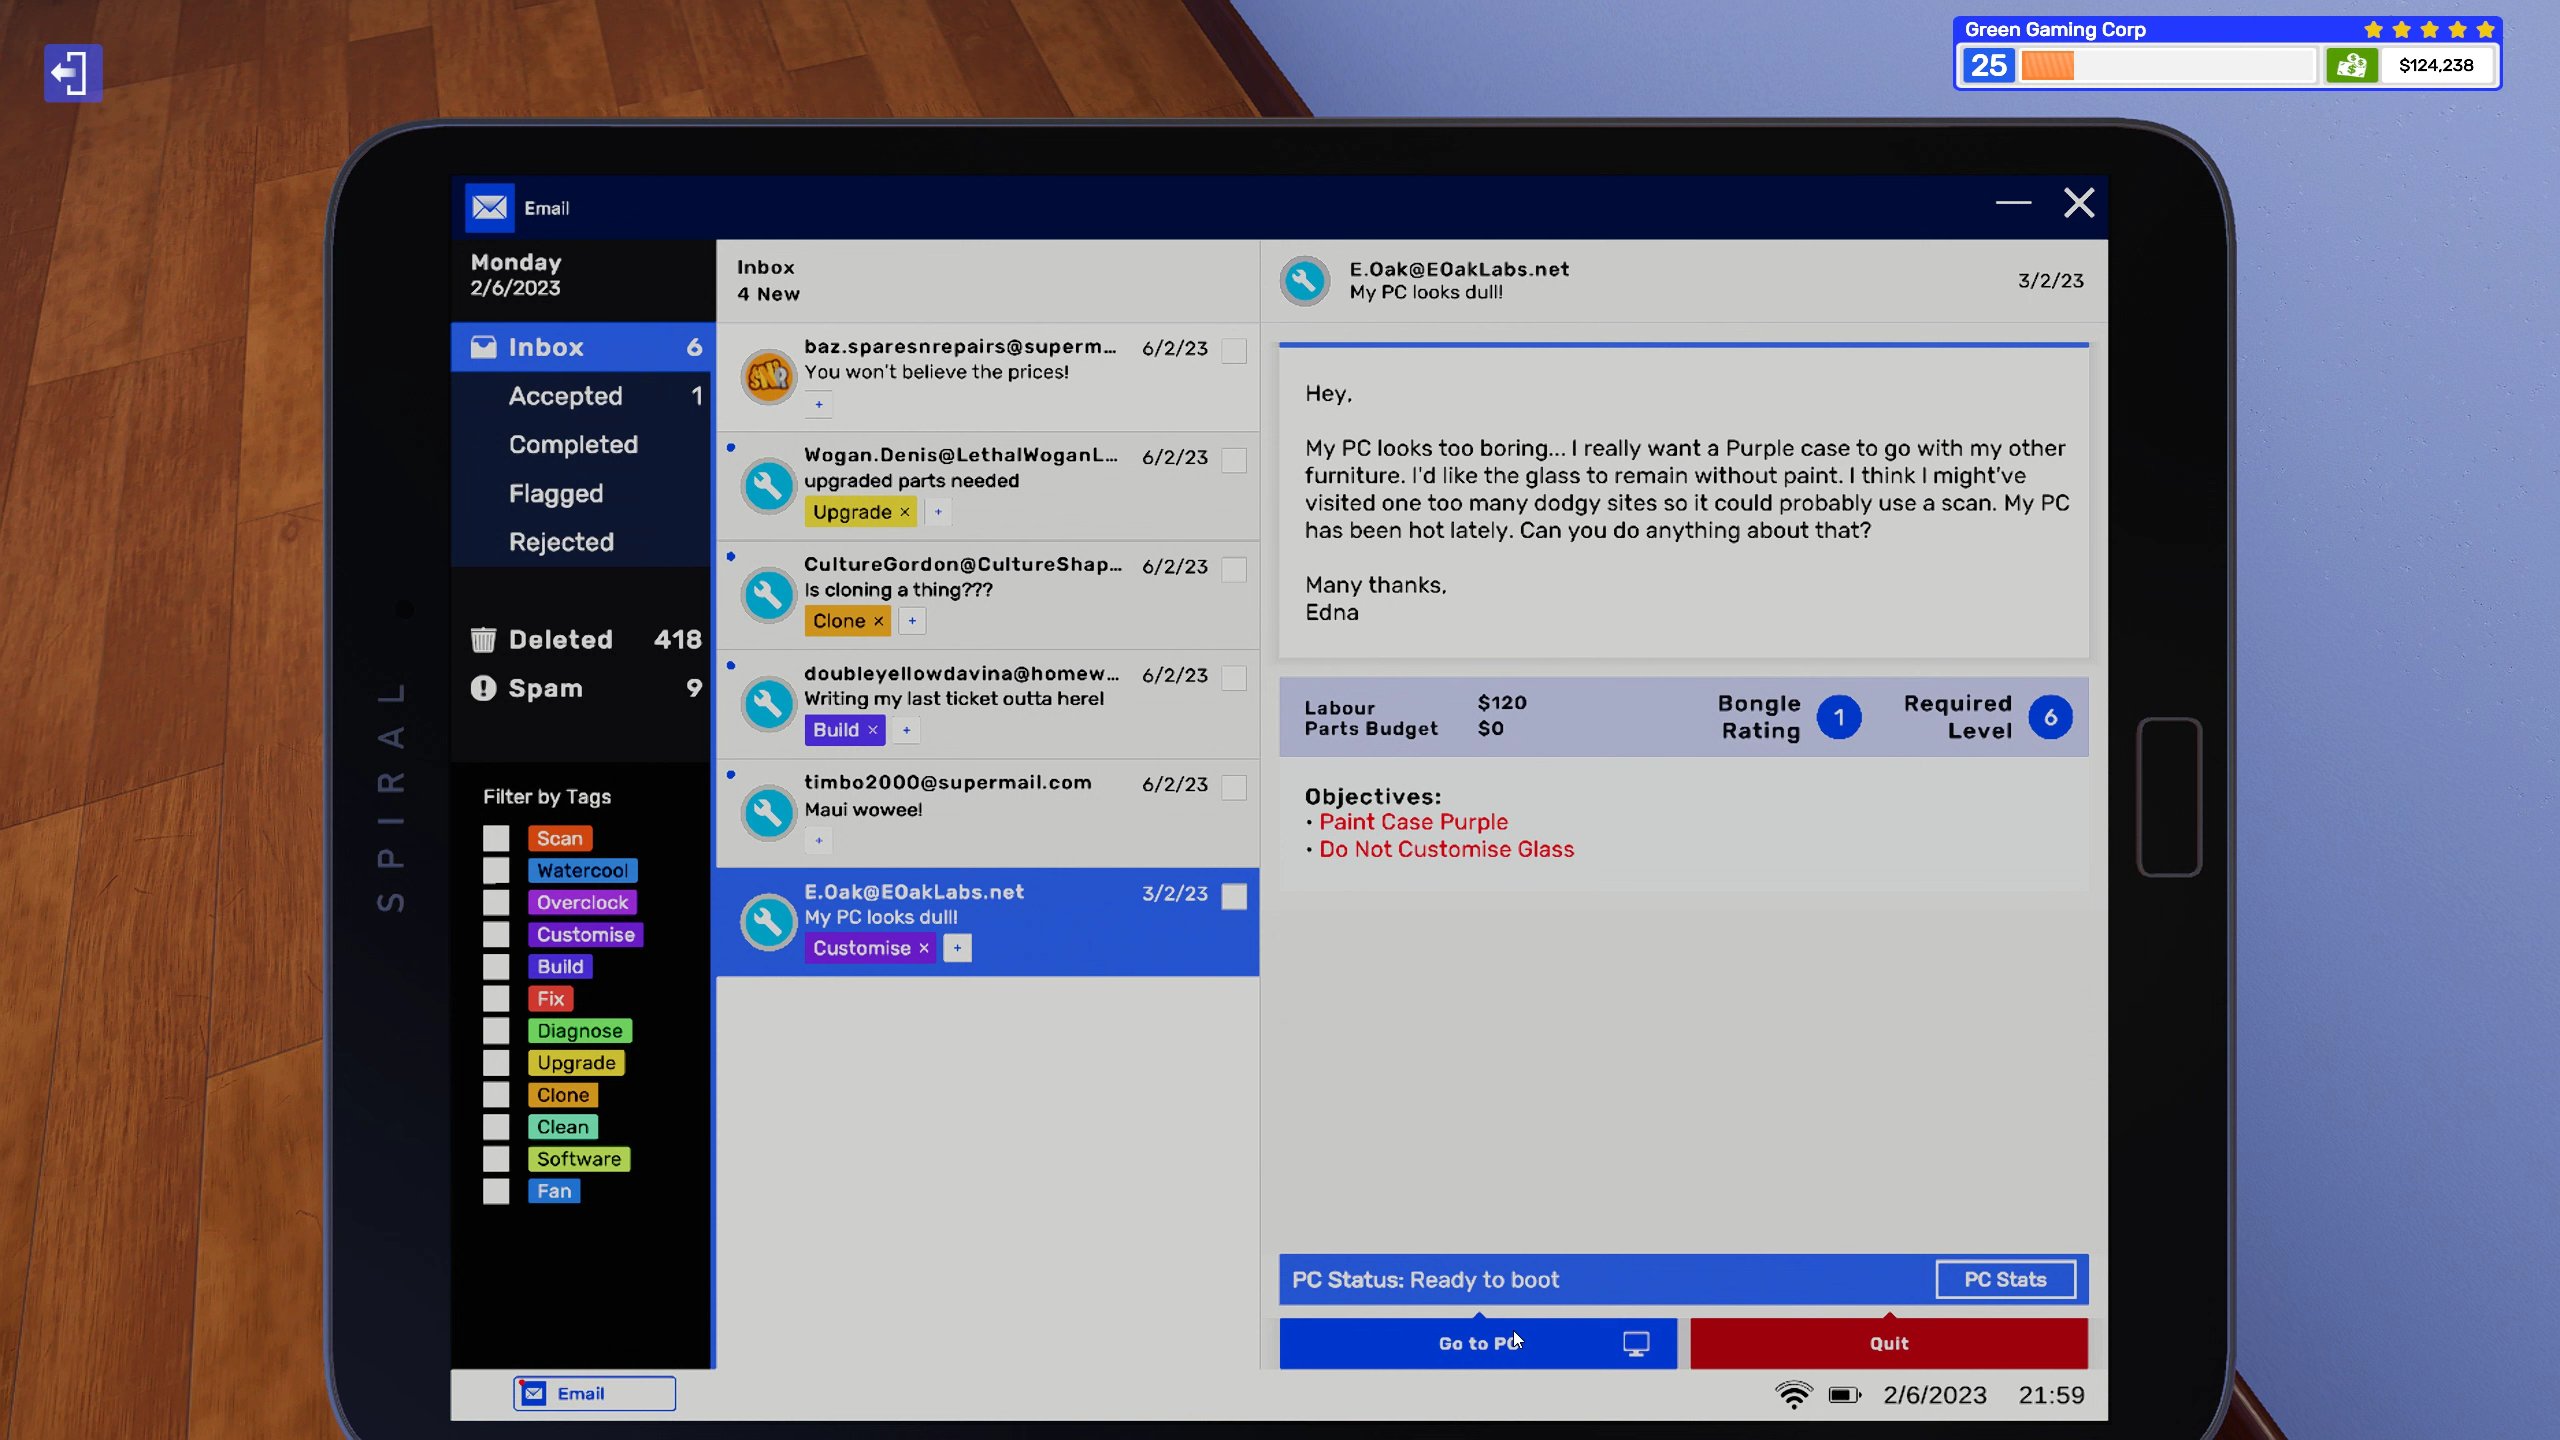 Green Gaming Corp
25
$124,238
Email
Monday
2/6/2023
Inbox 6
Accepted 1
Completed
Flagged
Rejected
Deleted 418
Spam 9
Filter by Tags
Scan
Watercool
Overclock
Customise
Build
Fix
Diagnose
Upgrade
Clone
Clean
Software
Fan
Inbox
4 New
baz.sparesnrepairs@superm... 6/2/23
You won't believe the prices!
SNR
+
Wogan.Denis@LethalWoganL... 6/2/23
upgraded parts needed
Upgrade × +
CultureGordon@CultureShap... 6/2/23
Is cloning a thing???
Clone × +
doubleyellowdavina@homew... 6/2/23
Writing my last ticket outta here!
Build × +
timbo2000@supermail.com 6/2/23
Maui wowee!
+
E.Oak@EOakLabs.net 3/2/23
My PC looks dull!
Customise × +
E.Oak@EOakLabs.net
My PC looks dull!
3/2/23
Hey,
My PC looks too boring... I really want a Purple case to go with my other
furniture. I'd like the glass to remain without paint. I think I might've
visited one too many dodgy sites so it could probably use a scan. My PC
has been hot lately. Can you do anything about that?
Many thanks,
Edna
Labour $120
Parts Budget $0
Bongle
Rating 1
Required
Level 6
Objectives:
• Paint Case Purple
• Do Not Customise Glass
PC Status: Ready to boot
PC Stats
Go to PC
Quit
Email
2/6/2023 21:59
SPIRAL